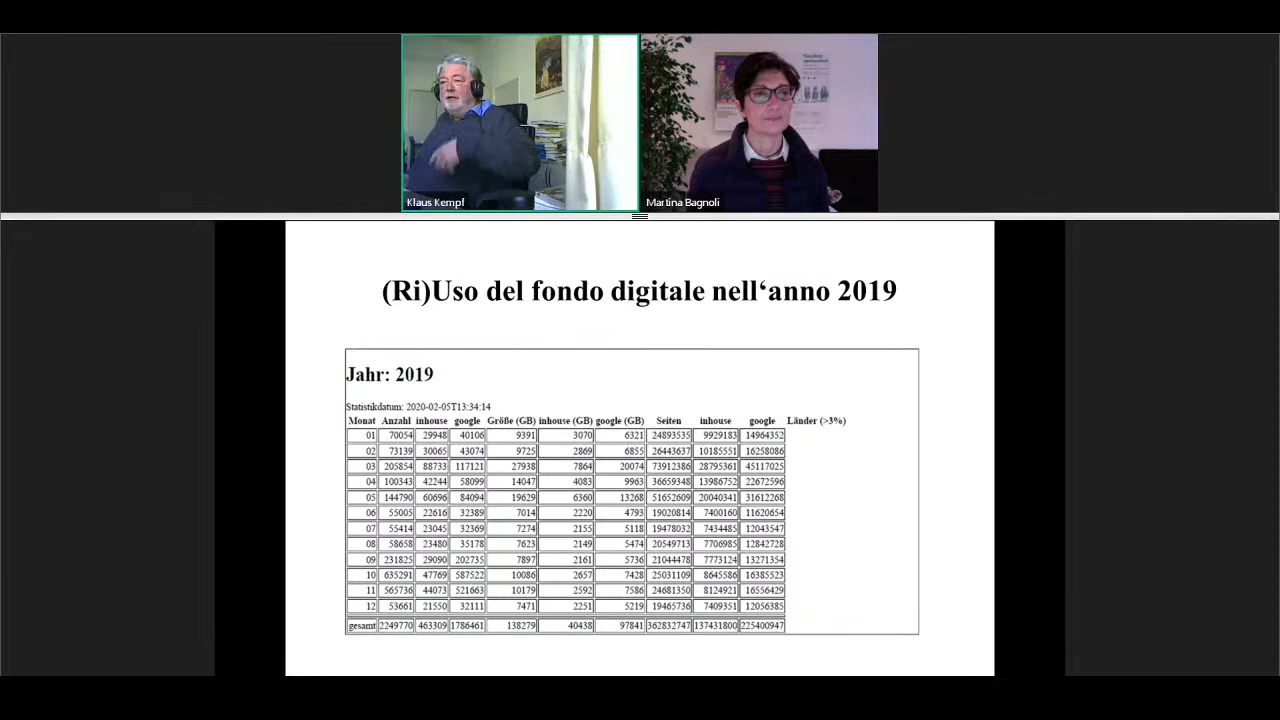 Klaus Kempf
Martina Bagnoli
(Ri)Uso del fondo digitale nell‘anno 2019
Jahr: 2019
Statistikdatum: 2020-02-05T13:34:14
Monat Anzahl inhouse google Größe (GB) inhouse (GB) google (GB) Seiten inhouse google Länder (>3%)
01 70054 29948 40106 9391 3070 6321 24893535 9929183 14964352
02 73139 30065 43074 9725 2869 6855 26443637 10185551 16258086
03 205854 88733 117121 27938 7864 20074 73912386 28795361 45117025
04 100343 42244 58099 14047 4083 9963 36659348 13986752 22672596
05 144790 60696 84094 19629 6360 13268 51652609 20040341 31612268
06 55005 22616 32389 7014 2220 4793 19020814 7400160 11620654
07 55414 23045 32369 7274 2155 5118 19478032 7434485 12043547
08 58658 23480 35178 7623 2149 5474 20549713 7706985 12842728
09 231825 29090 202735 7897 2161 5736 21044478 7773124 13271354
10 635291 47769 587522 10086 2657 7428 25031109 8645586 16385523
11 565736 44073 521663 10179 2592 7586 24681350 8124921 16556429
12 53661 21550 32111 7471 2251 5219 19465736 7409351 12056385
gesamt 2249770 463309 1786461 138279 40438 97841 362832747 137431800 225400947